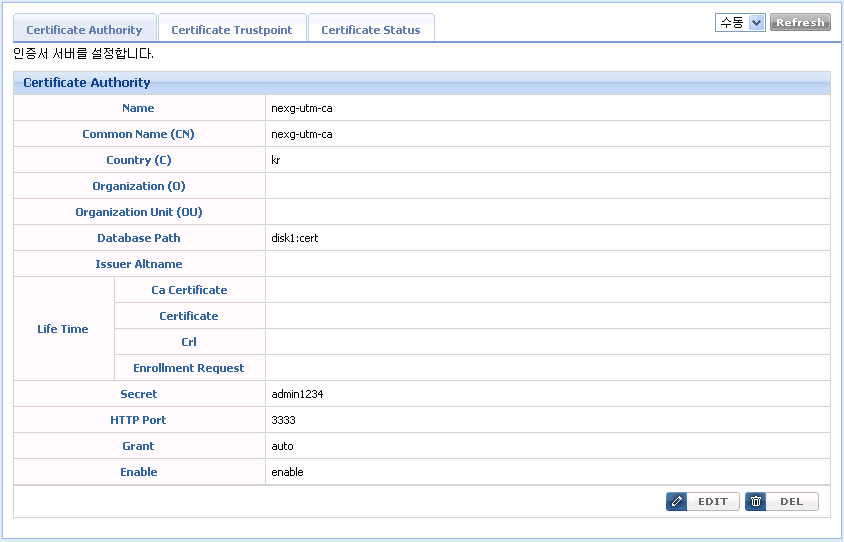 Certificate Authority Certificate Trustpoint Certificate Status 수동 Refresh
인증서 서버를 설정합니다.
Certificate Authority
Name nexg-utm-ca
Common Name (CN) nexg-utm-ca
Country (C) kr
Organization (O)
Organization Unit (OU)
Database Path disk1:cert
Issuer Altname
Life Time
Ca Certificate
Certificate
Crl
Enrollment Request
Secret admin1234
HTTP Port 3333
Grant auto
Enable enable
EDIT DEL